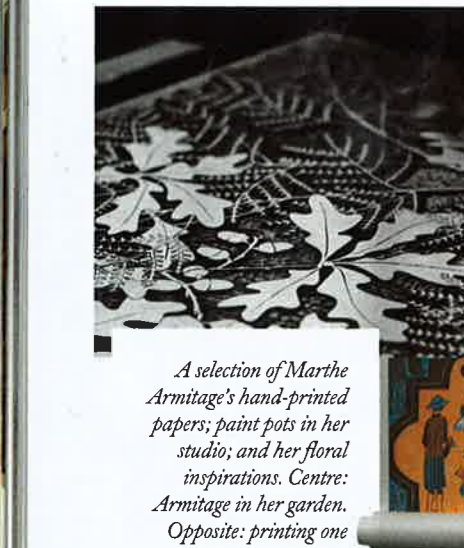 A selection of Marthe
Armitage's hand-printed
papers; paint pots in her
studio; and her floral
inspirations. Centre:
Armitage in her garden.
Opposite: printing one